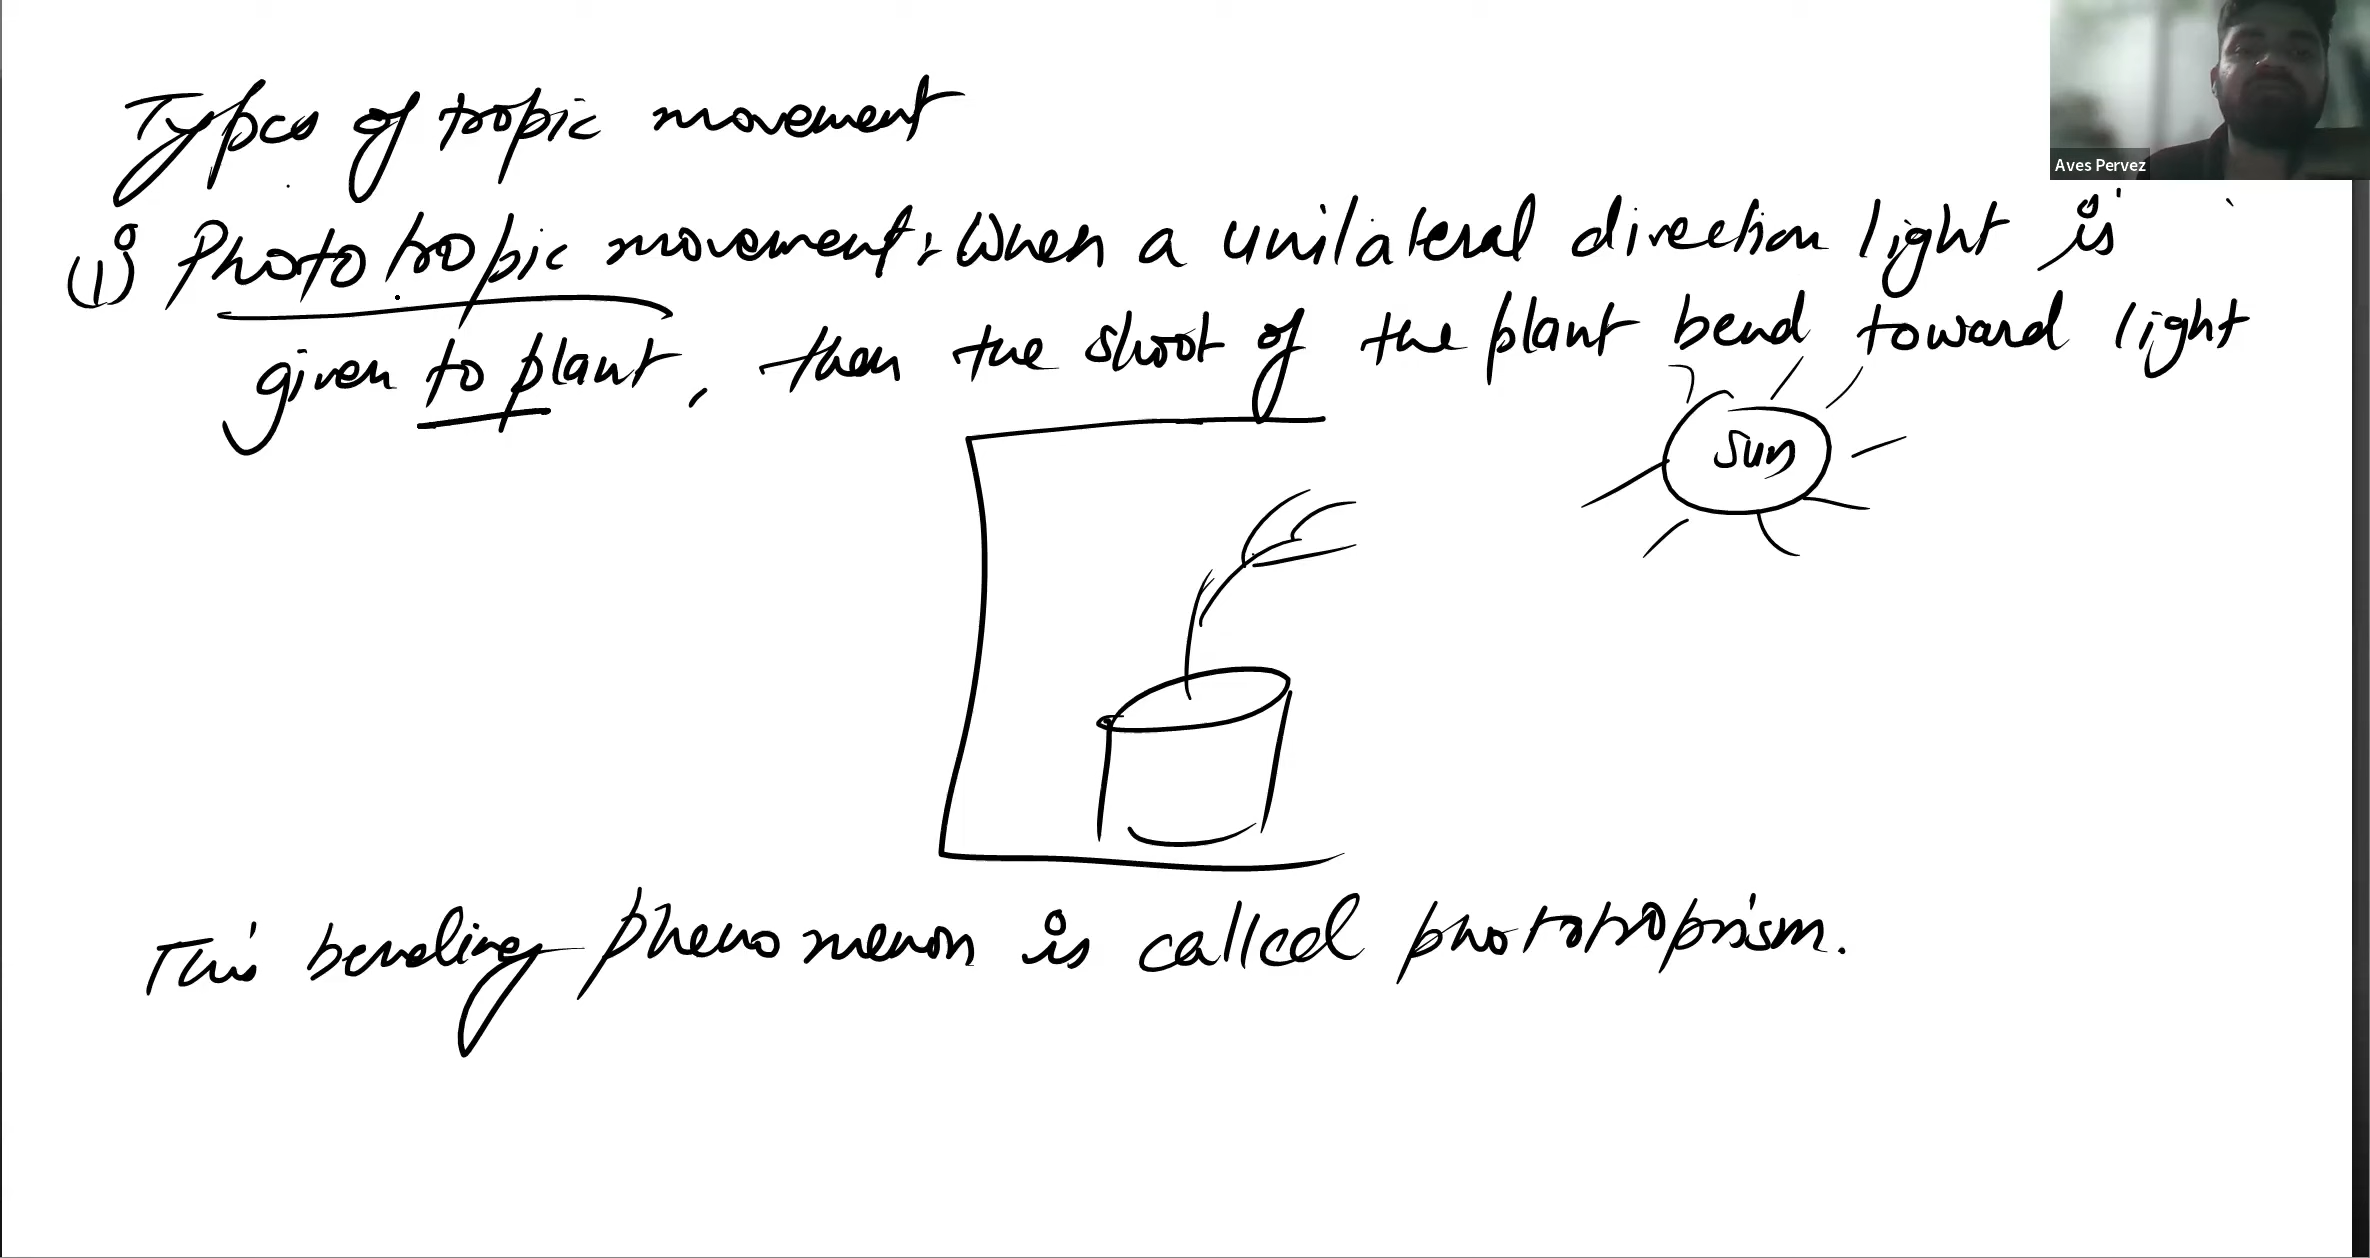 Types of tropic movement
Aves Pervez
(i) Phototropic movement: When a unilateral direction light is
given to plant, then the shoot of the plant bend toward light
Sun
This bending phenomenon is called phototropism.